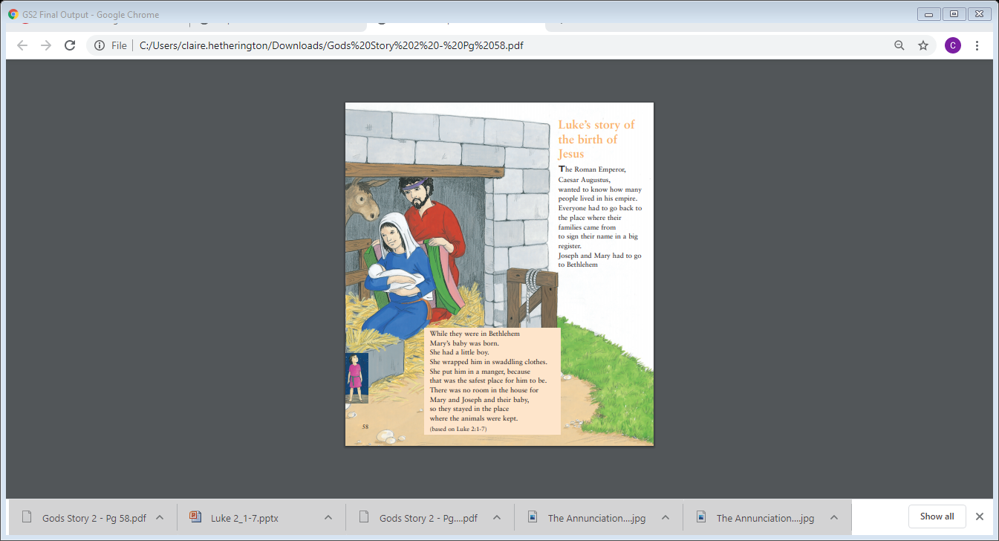 GS2 Final Output - Google Chrome
File
C:/Users/claire.hetherington/Downloads/Gods%20Story%202%20-%20Pg%2058.pdf
C
Luke's story of
the birth of
Jesus
The Roman Emperor,
Caesar Augustus,
wanted to know how many
people lived in his empire.
Everyone had to go back to
the place where their
families came from
to sign their name in a big
register.
Joseph and Mary had to go
to Bethlehem
While they were in Bethlehem
Mary's baby was born.
She had a little boy.
She wrapped him in swaddling clothes.
She put him in a manger, because
that was the safest place for him to be.
There was no room in the house for
Mary and Joseph and their baby,
so they stayed in the place
where the animals were kept.
(based on Luke 2:1-7)
58
Gods Story 2 - Pg 58.pdf
Luke 2_1-7.pptx
Gods Story 2 - Pg....pdf
The Annunciation....jpg
The Annunciation....jpg
Show all